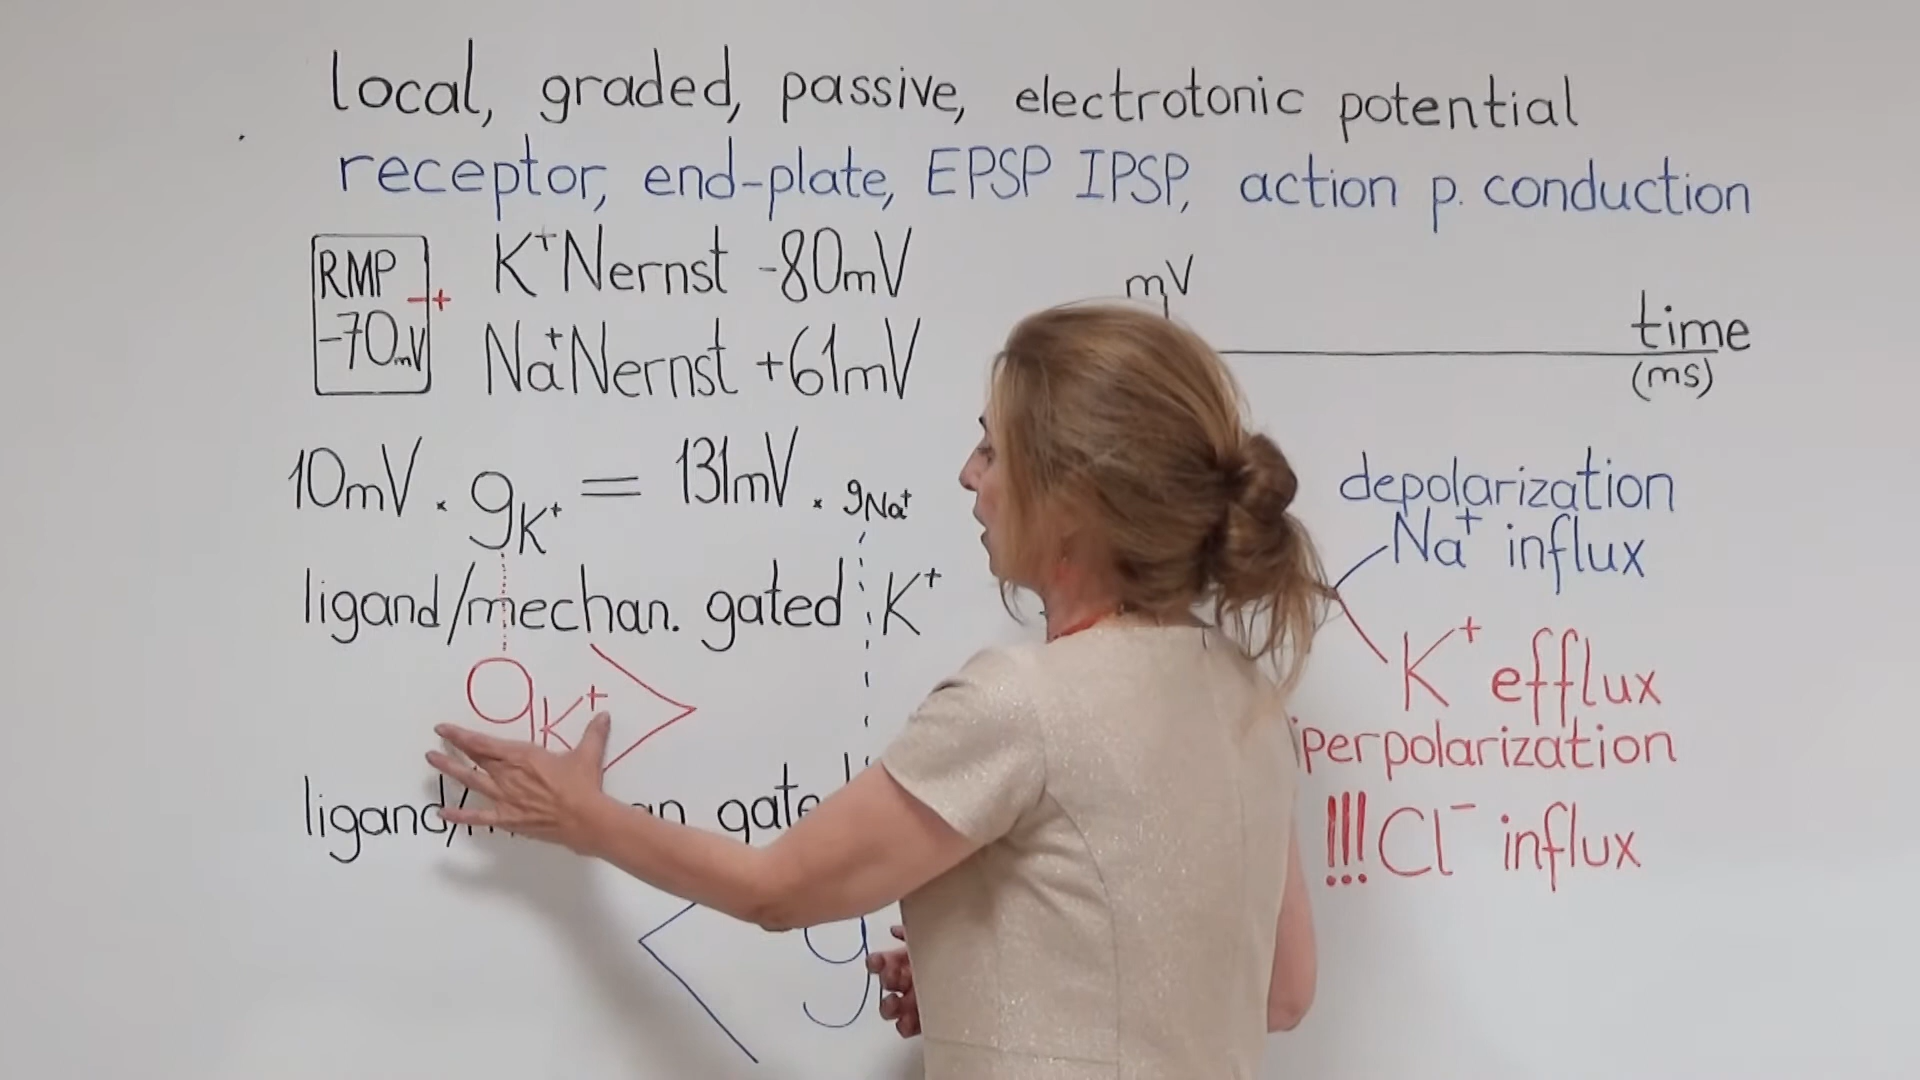 local, graded, passive, electrotonic potential
receptor, end-plate, EPSP IPSP, action p. conduction
RMP
-70mV
- +
K⁺Nernst -80mV
Na⁺Nernst +61mV
mV
time
(ms)
10mV . gK⁺ = 131mV . gNa⁺
ligand/mechan. gated K⁺
gK⁺ >
ligand/
<
g
depolarization
Na⁺ influx
K⁺ efflux
perpolarization
!!! Cl⁻ influx